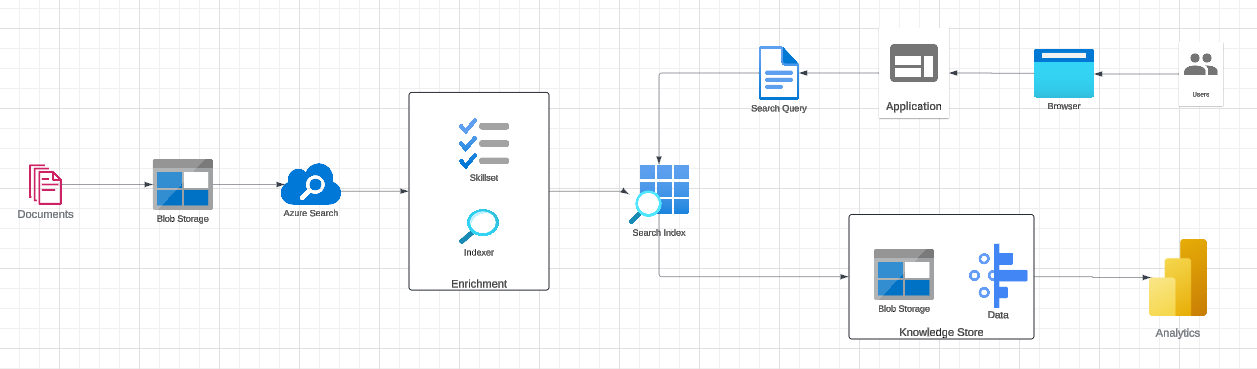 Documents
Blob Storage
Azure Search
Skillset
Indexer
Enrichment
Search Index
Search Query
Application
Browser
Users
Blob Storage
Data
Knowledge Store
Analytics